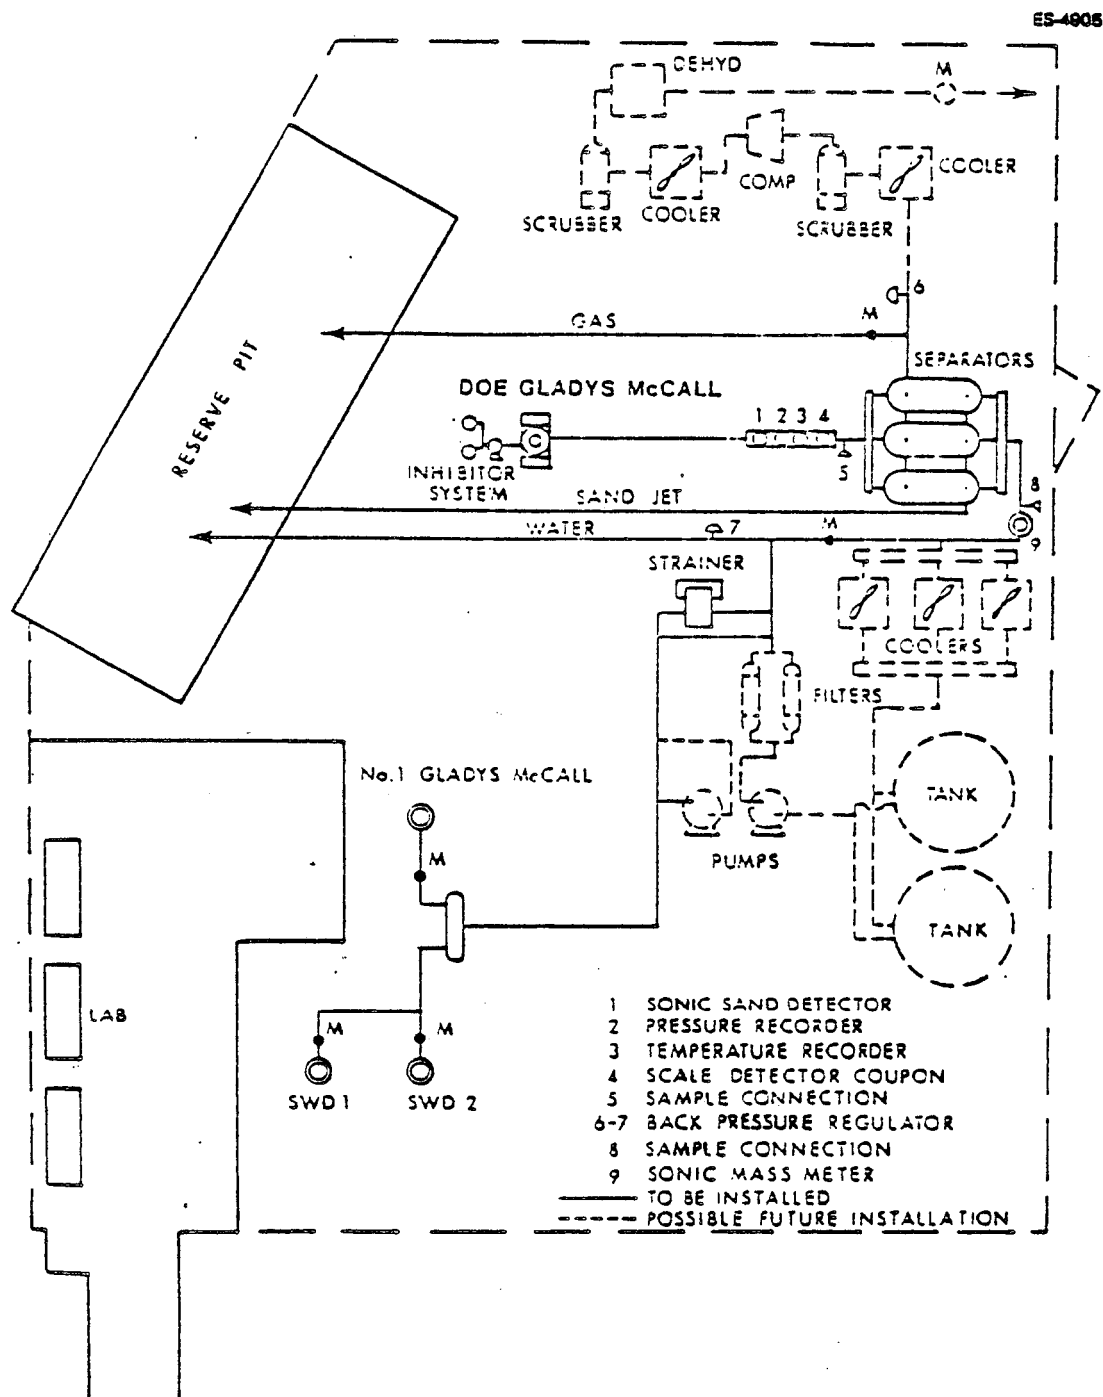 ES-4905
DEHYD
M
COOLER
COMP
SCRUBBER
COOLER
SCRUBBER
6
M
GAS
SEPARATORS
RESERVE PIT
DOE GLADYS McCALL
1 2 3 4
5
8
INHIBITOR
SYSTEM
SAND JET
WATER
7
M
9
STRAINER
COOLERS
FILTERS
No.1 GLADYS McCALL
TANK
PUMPS
M
TANK
LAB
M
M
SWD 1
SWD 2
1 SONIC SAND DETECTOR
2 PRESSURE RECORDER
3 TEMPERATURE RECORDER
4 SCALE DETECTOR COUPON
5 SAMPLE CONNECTION
6-7 BACK PRESSURE REGULATOR
8 SAMPLE CONNECTION
9 SONIC MASS METER
TO BE INSTALLED
POSSIBLE FUTURE INSTALLATION